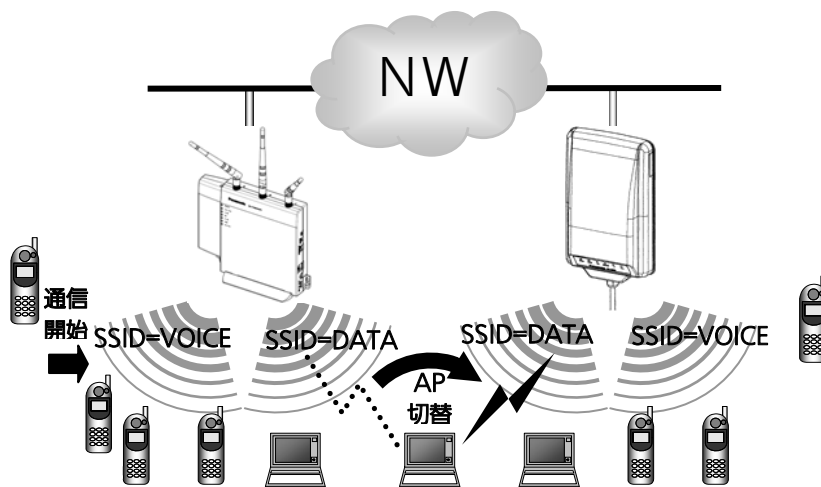 NW
通信
開始
SSID=VOICE
SSID=DATA
AP
切替
SSID=DATA
SSID=VOICE